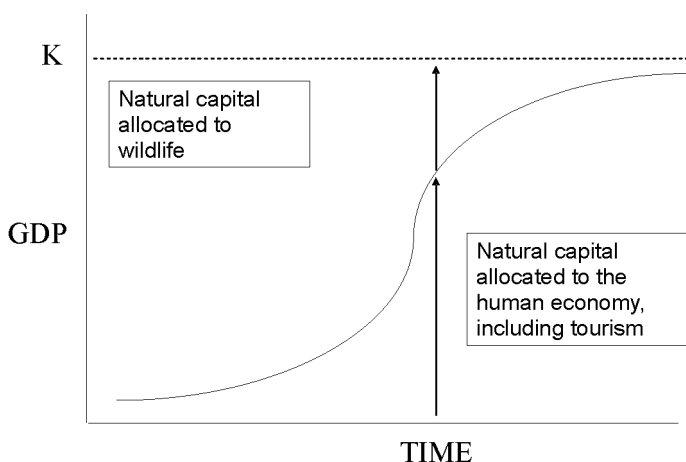 K
Natural capital
allocated to
wildlife
GDP
Natural capital
allocated to the
human economy,
including tourism
TIME